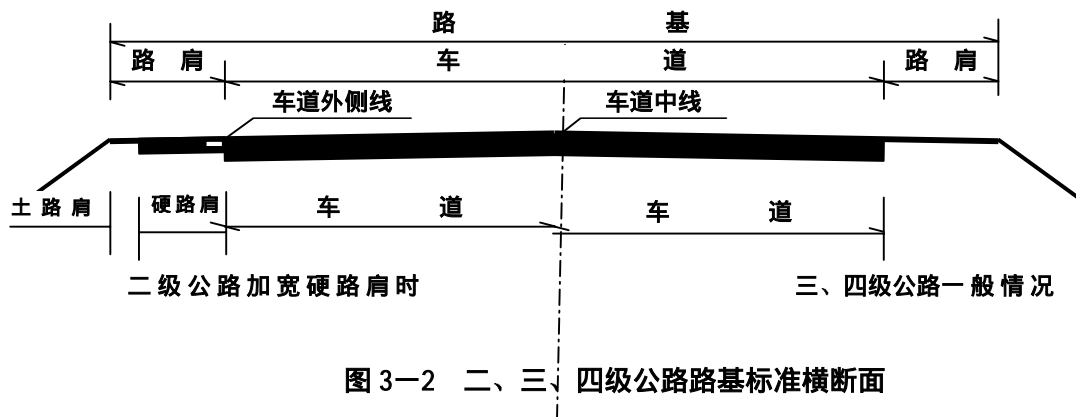 路 基
路 肩 车 道 路 肩
车道外侧线 车道中线
土 路 肩 硬路肩 车 道 车 道
二级公路加宽硬路肩时 三、四级公路一般情况
图 3—2 二、三、四级公路路基标准横断面